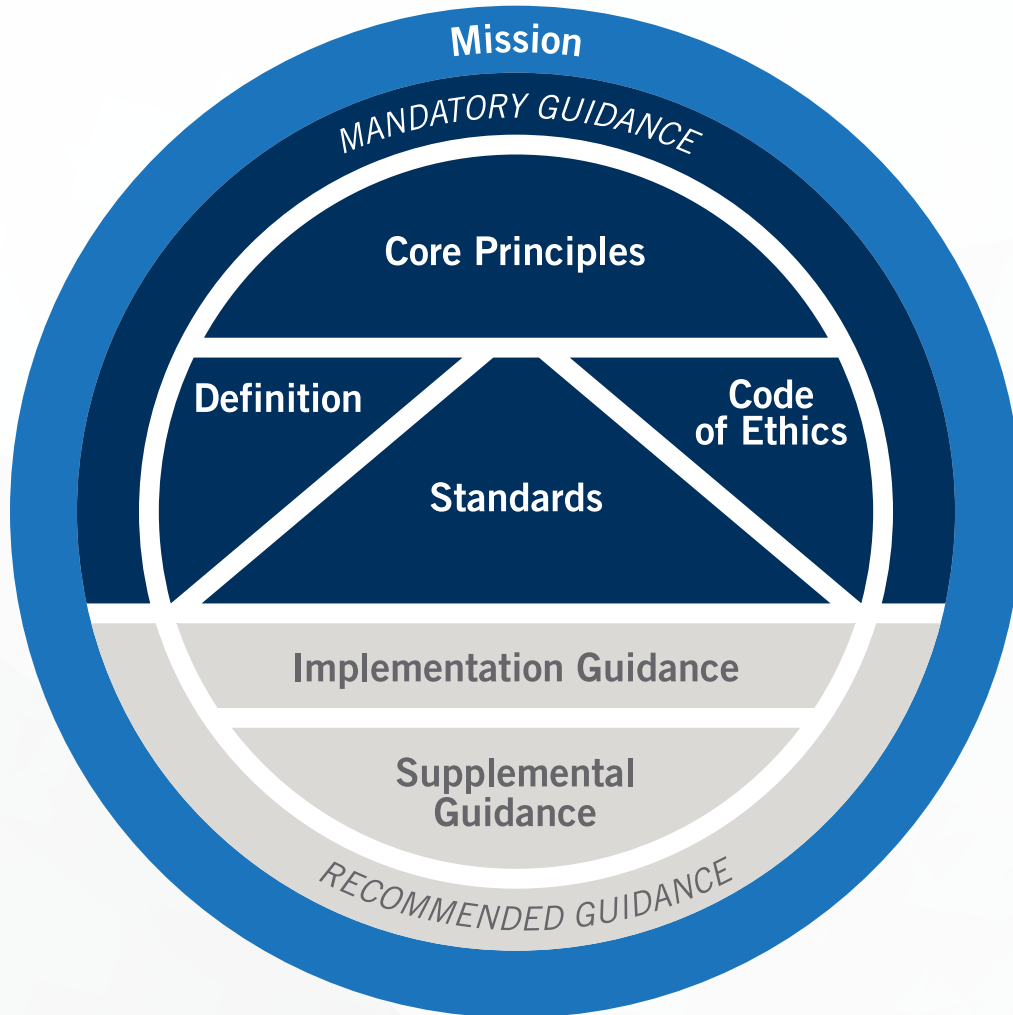 Mission
MANDATORY GUIDANCE
Core Principles
Definition
Code
of Ethics
Standards
Implementation Guidance
Supplemental
Guidance
RECOMMENDED GUIDANCE